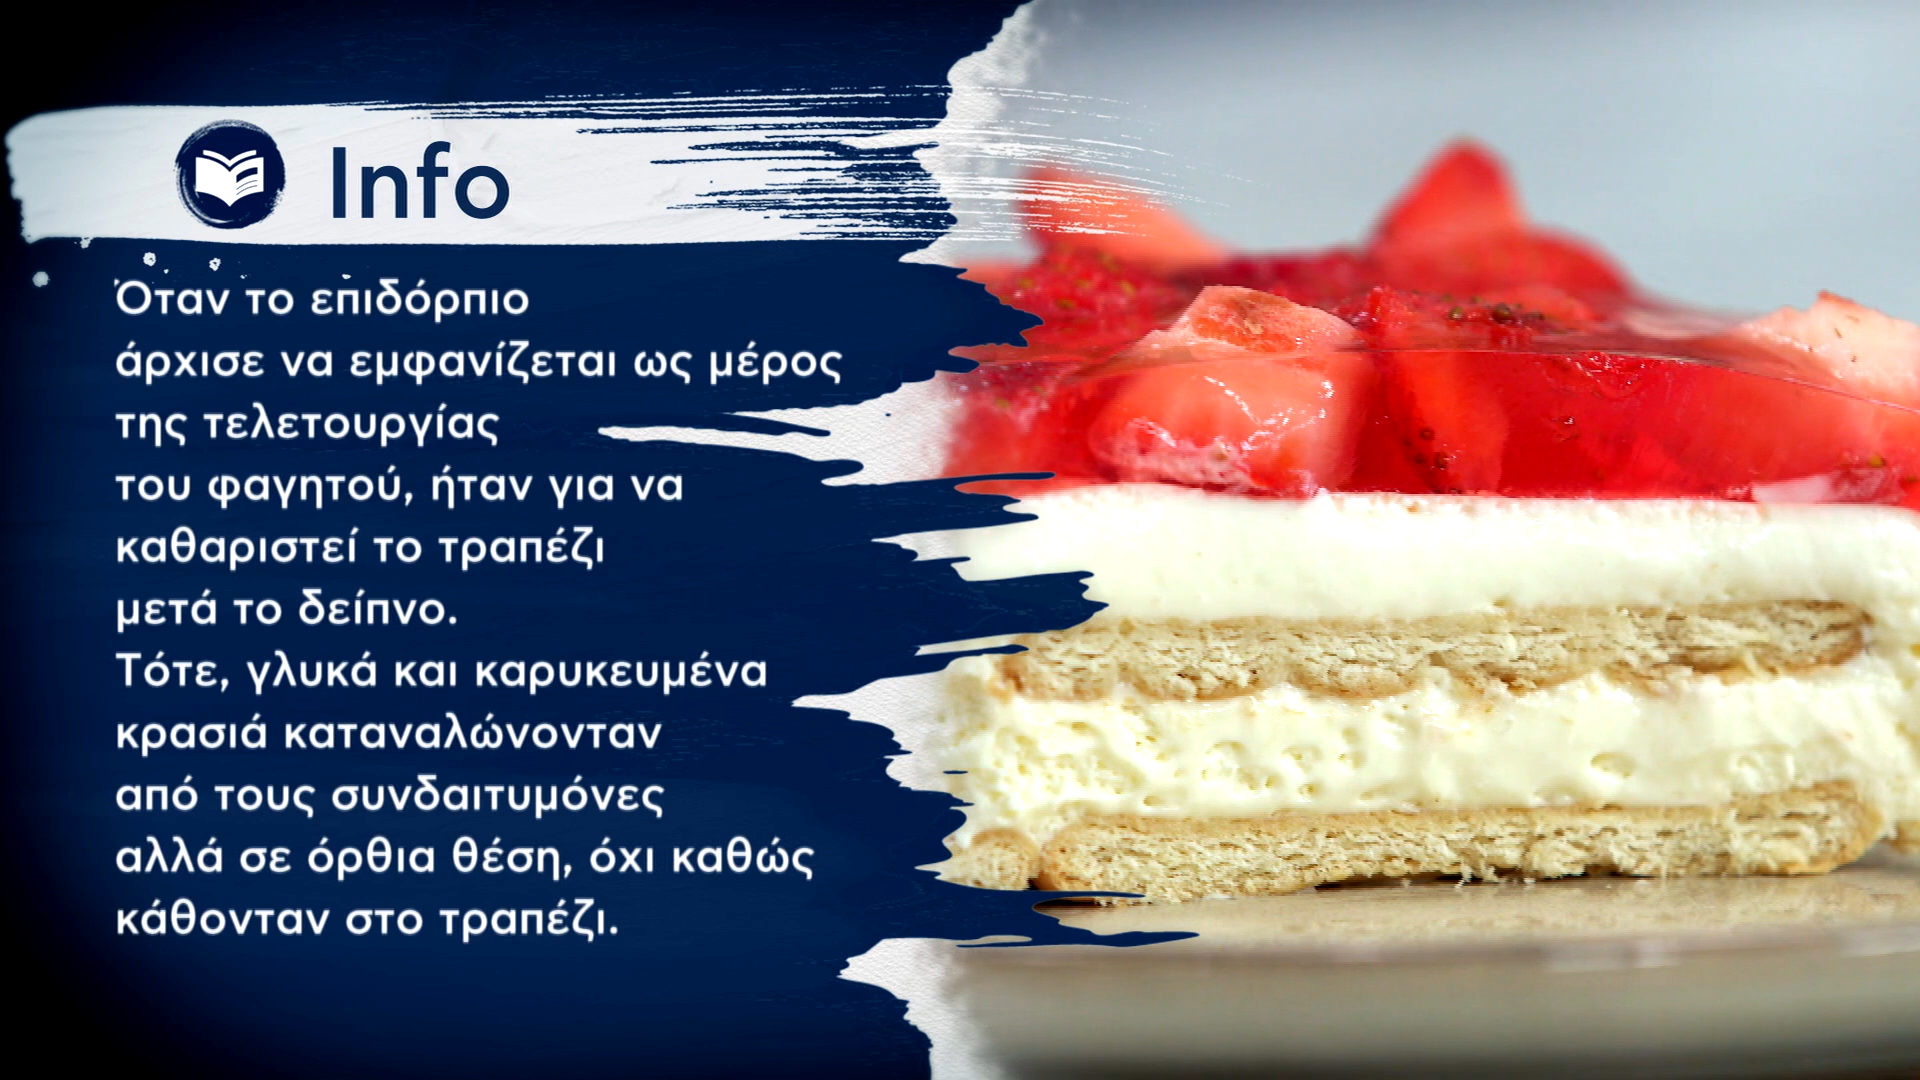 Info
Όταν το επιδόρπιο
άρχισε να εμφανίζεται ως μέρος
της τελετουργίας
του φαγητού, ήταν για να
καθαριστεί το τραπέζι
μετά το δείπνο.
Τότε, γλυκά και καρυκευμένα
κρασιά καταναλώνονταν
από τους συνδαιτυμόνες
αλλά σε όρθια θέση, όχι καθώς
κάθονταν στο τραπέζι.